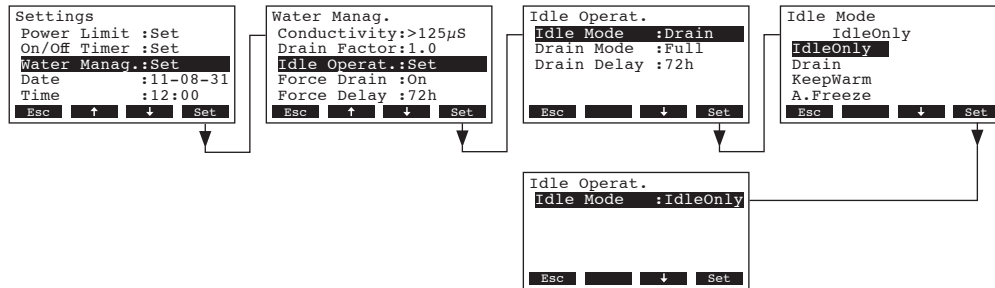 Settings
Power Limit :Set
On/Off Timer :Set
Water Manag.:Set
Date :11-08-31
Time :12:00
Esc ↑ ↓ Set
Water Manag.
Conductivity:>125µS
Drain Factor:1.0
Idle Operat.:Set
Force Drain :On
Force Delay :72h
Esc ↑ ↓ Set
Idle Operat.
Idle Mode :Drain
Drain Mode :Full
Drain Delay :72h
Esc ↓ Set
Idle Mode
IdleOnly
IdleOnly
Drain
KeepWarm
A.Freeze
Esc ↓ Set
Idle Operat.
Idle Mode :IdleOnly
Esc ↓ Set